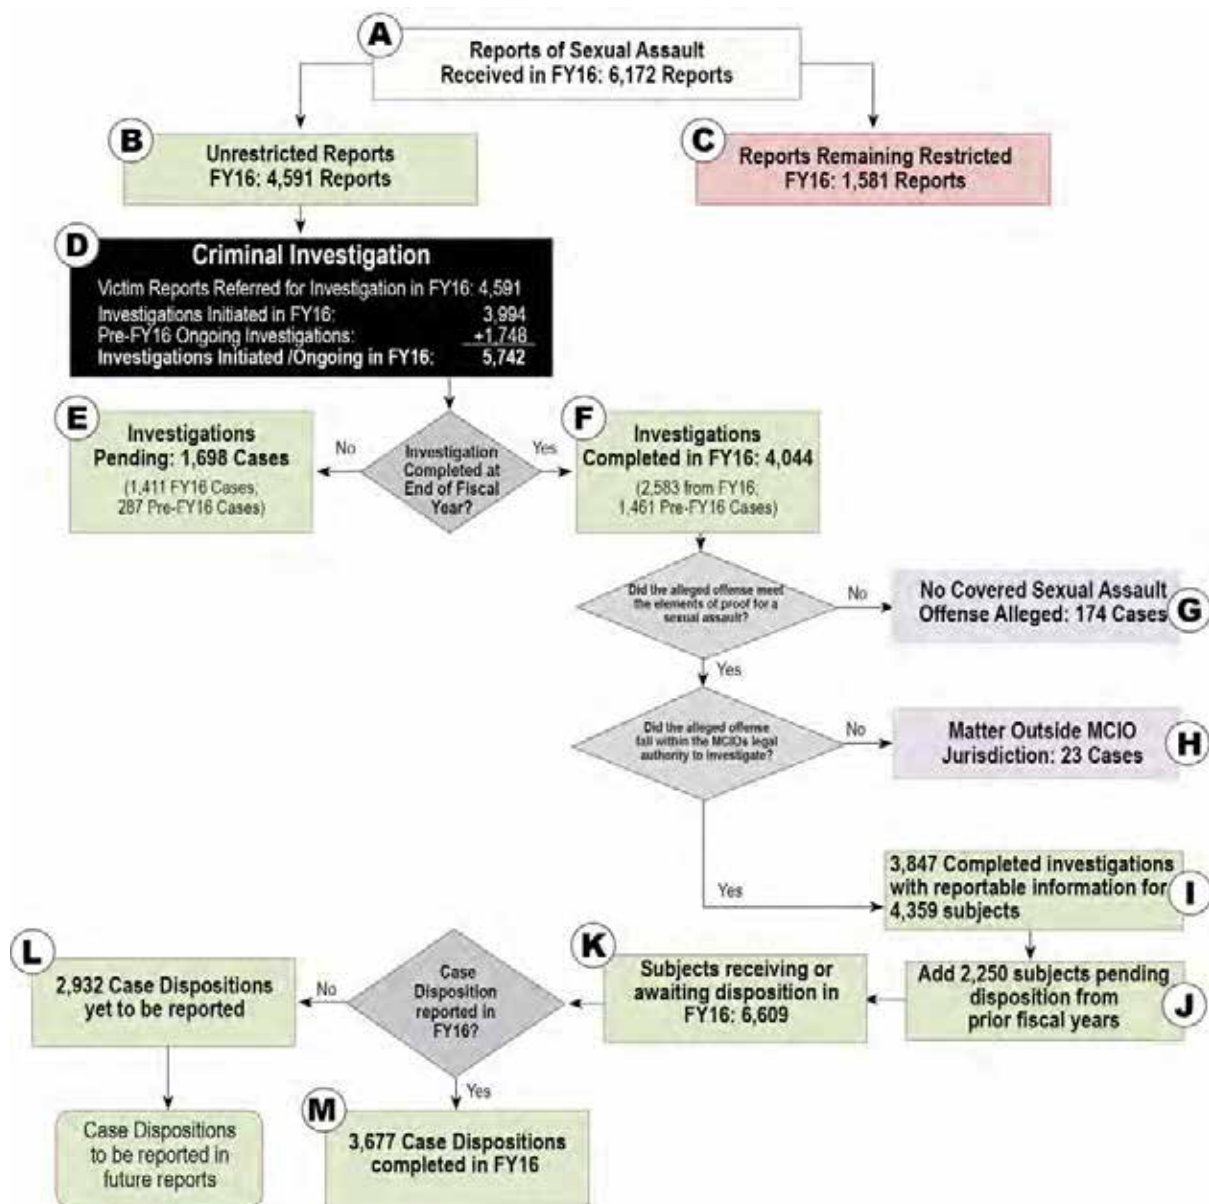 A
Reports of Sexual Assault
Received in FY16: 6,172 Reports
B
Unrestricted Reports
FY16: 4,591 Reports
C
Reports Remaining Restricted
FY16: 1,581 Reports
D
Criminal Investigation
Victim Reports Referred for Investigation in FY16: 4,591
Investigations Initiated in FY16: 3,994
Pre-FY16 Ongoing Investigations: +1,748
Investigations Initiated /Ongoing in FY16: 5,742
E
Investigations
Pending: 1,698 Cases
(1,411 FY16 Cases;
287 Pre-FY16 Cases)
No
Investigation
Completed at
End of Fiscal
Year?
Yes
F
Investigations
Completed in FY16: 4,044
(2,583 from FY16;
1,461 Pre-FY16 Cases)
Did the alleged offense meet
the elements of proof for a
sexual assault?
No
No Covered Sexual Assault
Offense Alleged: 174 Cases
G
Yes
Did the alleged offense
fall within the MCIOs legal
authority to investigate?
No
Matter Outside MCIO
Jurisdiction: 23 Cases
H
Yes
3,847 Completed investigations
with reportable information for
4,359 subjects
I
Add 2,250 subjects pending
disposition from
prior fiscal years
J
K
Subjects receiving or
awaiting disposition in
FY16: 6,609
Case
Disposition
reported in
FY16?
No
L
2,932 Case Dispositions
yet to be reported
Case Dispositions
to be reported in
future reports
Yes
M
3,677 Case Dispositions
completed in FY16